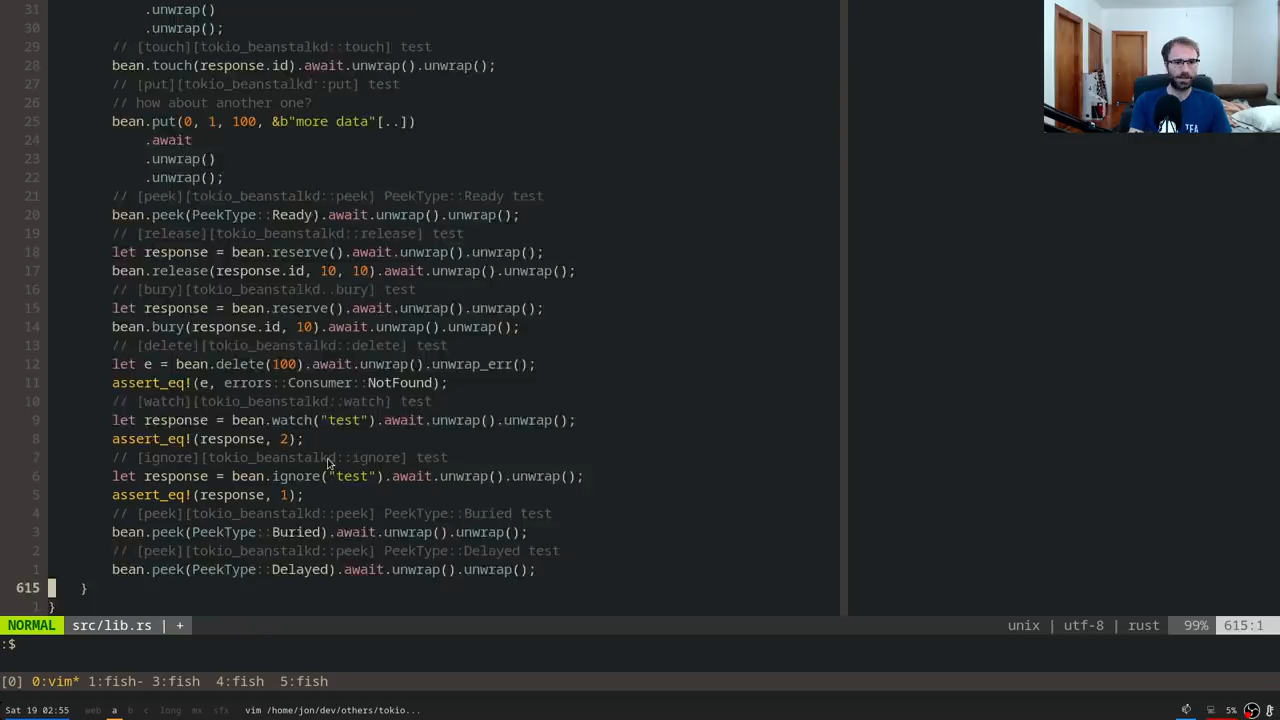 31             .unwrap()
30             .unwrap();
29         // [touch][tokio_beanstalkd::touch] test
28         bean.touch(response.id).await.unwrap().unwrap();
27         // [put][tokio_beanstalkd::put] test
26         // how about another one?
25         bean.put(0, 1, 100, &b"more data"[..])
24             .await
23             .unwrap()
22             .unwrap();
21         // [peek][tokio_beanstalkd::peek] PeekType::Ready test
20         bean.peek(PeekType::Ready).await.unwrap().unwrap();
19         // [release][tokio_beanstalkd::release] test
18         let response = bean.reserve().await.unwrap().unwrap();
17         bean.release(response.id, 10, 10).await.unwrap().unwrap();
16         // [bury][tokio_beanstalkd..bury] test
15         let response = bean.reserve().await.unwrap().unwrap();
14         bean.bury(response.id, 10).await.unwrap().unwrap();
13         // [delete][tokio_beanstalkd::delete] test
12         let e = bean.delete(100).await.unwrap().unwrap_err();
11         assert_eq!(e, errors::Consumer::NotFound);
10         // [watch][tokio_beanstalkd::watch] test
9         let response = bean.watch("test").await.unwrap().unwrap();
8         assert_eq!(response, 2);
7         // [ignore][tokio_beanstalkd::ignore] test
6         let response = bean.ignore("test").await.unwrap().unwrap();
5         assert_eq!(response, 1);
4         // [peek][tokio_beanstalkd::peek] PeekType::Buried test
3         bean.peek(PeekType::Buried).await.unwrap().unwrap();
2         // [peek][tokio_beanstalkd::peek] PeekType::Delayed test
1         bean.peek(PeekType::Delayed).await.unwrap().unwrap();
615     }
1 }
NORMAL src/lib.rs | + unix | utf-8 | rust 99% 615:1
:$
[0] 0:vim* 1:fish- 3:fish 4:fish 5:fish
Sat 19 02:55 web a b c long mx sfx vim /home/jon/dev/others/tokio... 5%